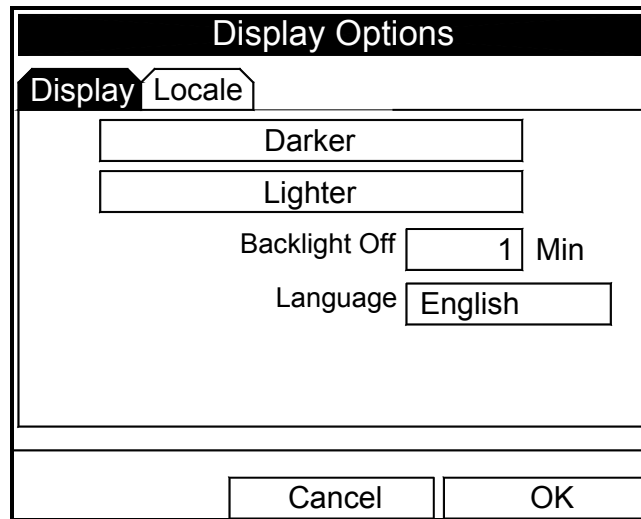 Display Options
Display Locale
Darker
Lighter
Backlight Off 1 Min
Language English
Cancel OK